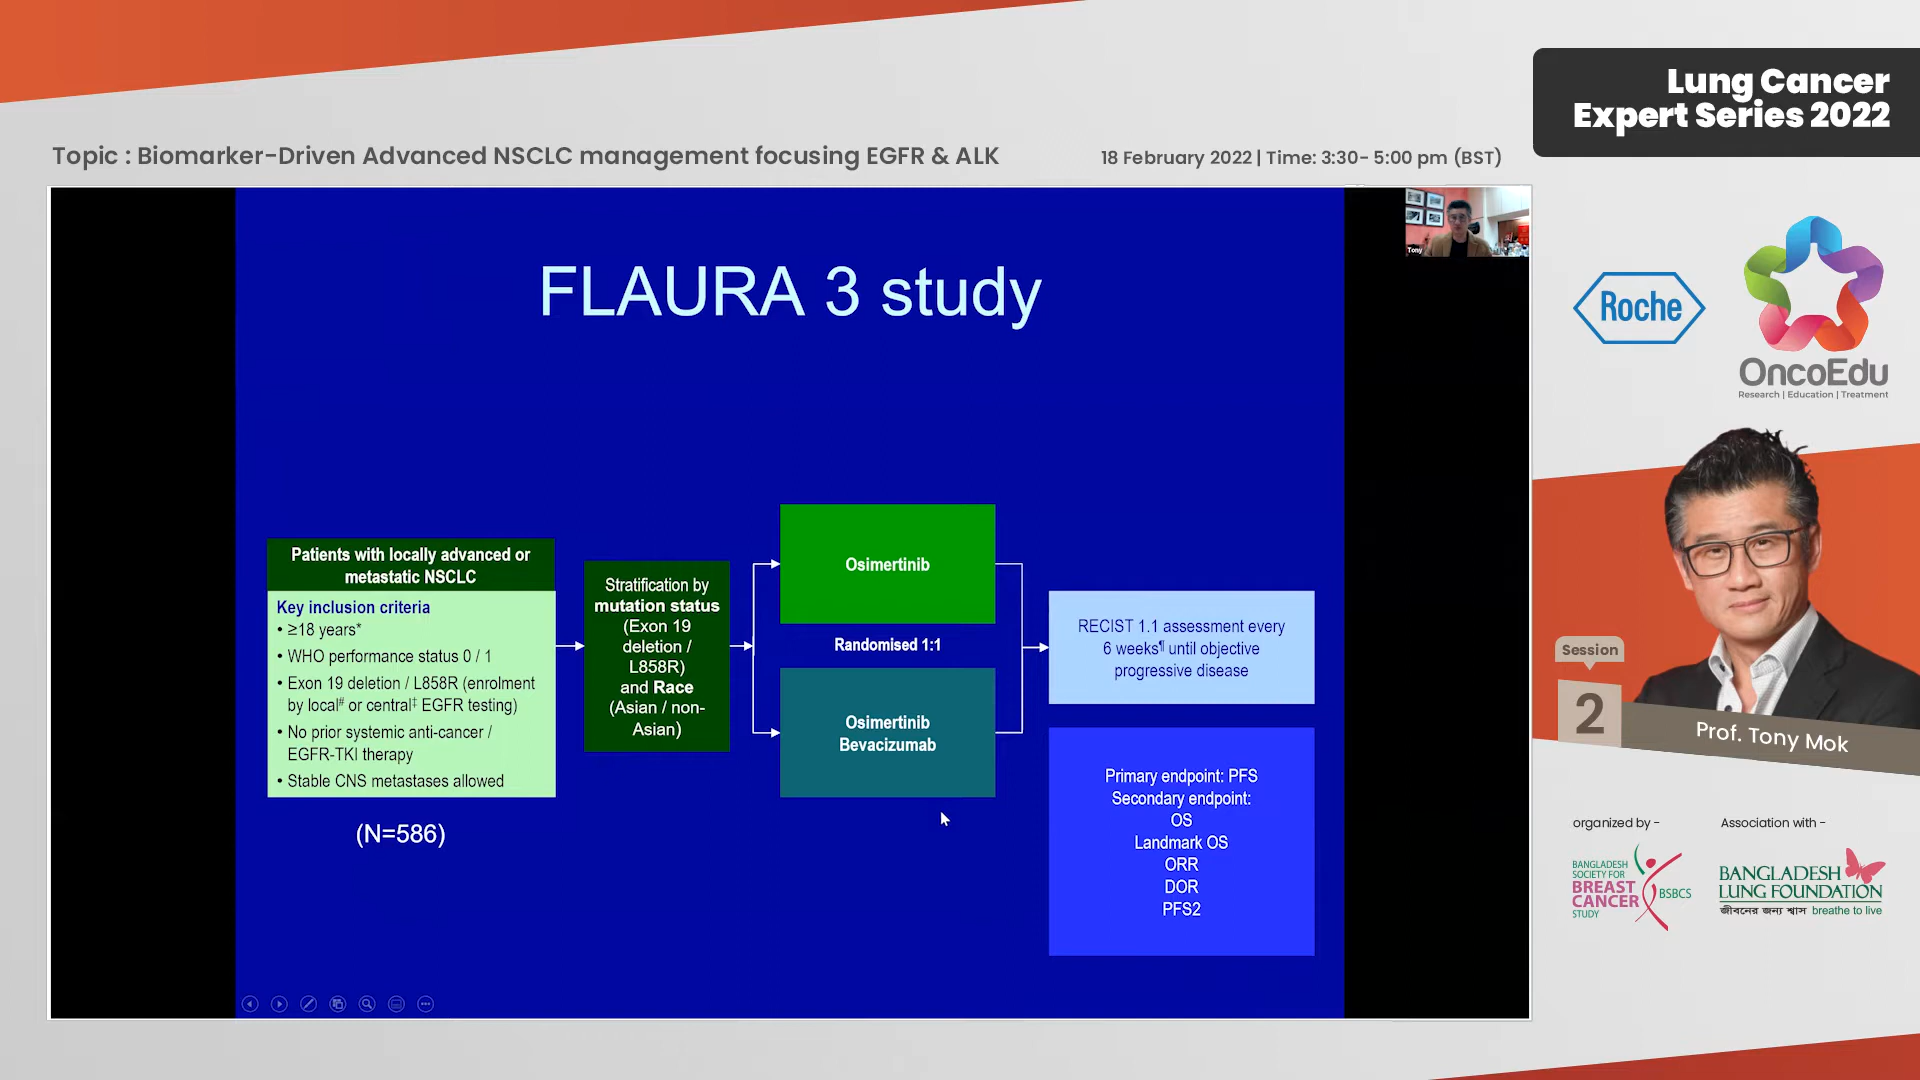 Lung Cancer
Expert Series 2022
Topic : Biomarker-Driven Advanced NSCLC management focusing EGFR & ALK
18 February 2022 | Time: 3:30- 5:00 pm (BST)
Tony
FLAURA 3 study
Patients with locally advanced or
metastatic NSCLC
Key inclusion criteria
• ≥18 years*
• WHO performance status 0 / 1
• Exon 19 deletion / L858R (enrolment
by local# or central‡ EGFR testing)
• No prior systemic anti-cancer /
EGFR-TKI therapy
• Stable CNS metastases allowed
(N=586)
Stratification by
mutation status
(Exon 19
deletion /
L858R)
and Race
(Asian / non-
Asian)
Osimertinib
Randomised 1:1
Osimertinib
Bevacizumab
RECIST 1.1 assessment every
6 weeks¶ until objective
progressive disease
Primary endpoint: PFS
Secondary endpoint:
OS
Landmark OS
ORR
DOR
PFS2
Roche
OncoEdu
Research | Education | Treatment
Session
2
Prof. Tony Mok
organized by -
Association with -
BANGLADESH
SOCIETY FOR
BREAST
CANCER
STUDY
BSBCS
BANGLADESH
LUNG FOUNDATION
জীবনের জন্য শ্বাস breathe to live